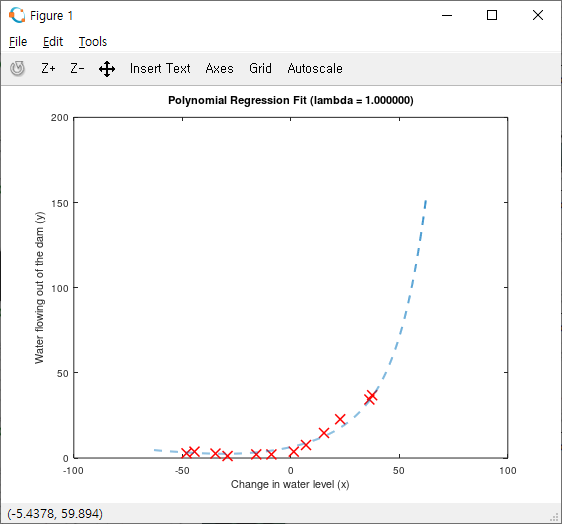 Figure 1
File Edit Tools
Z+ Z- Insert Text Axes Grid Autoscale
Polynomial Regression Fit (lambda = 1.000000)
200
150
100
50
0
Water flowing out of the dam (y)
-100 -50 0 50 100
Change in water level (x)
(-5.4378, 59.894)